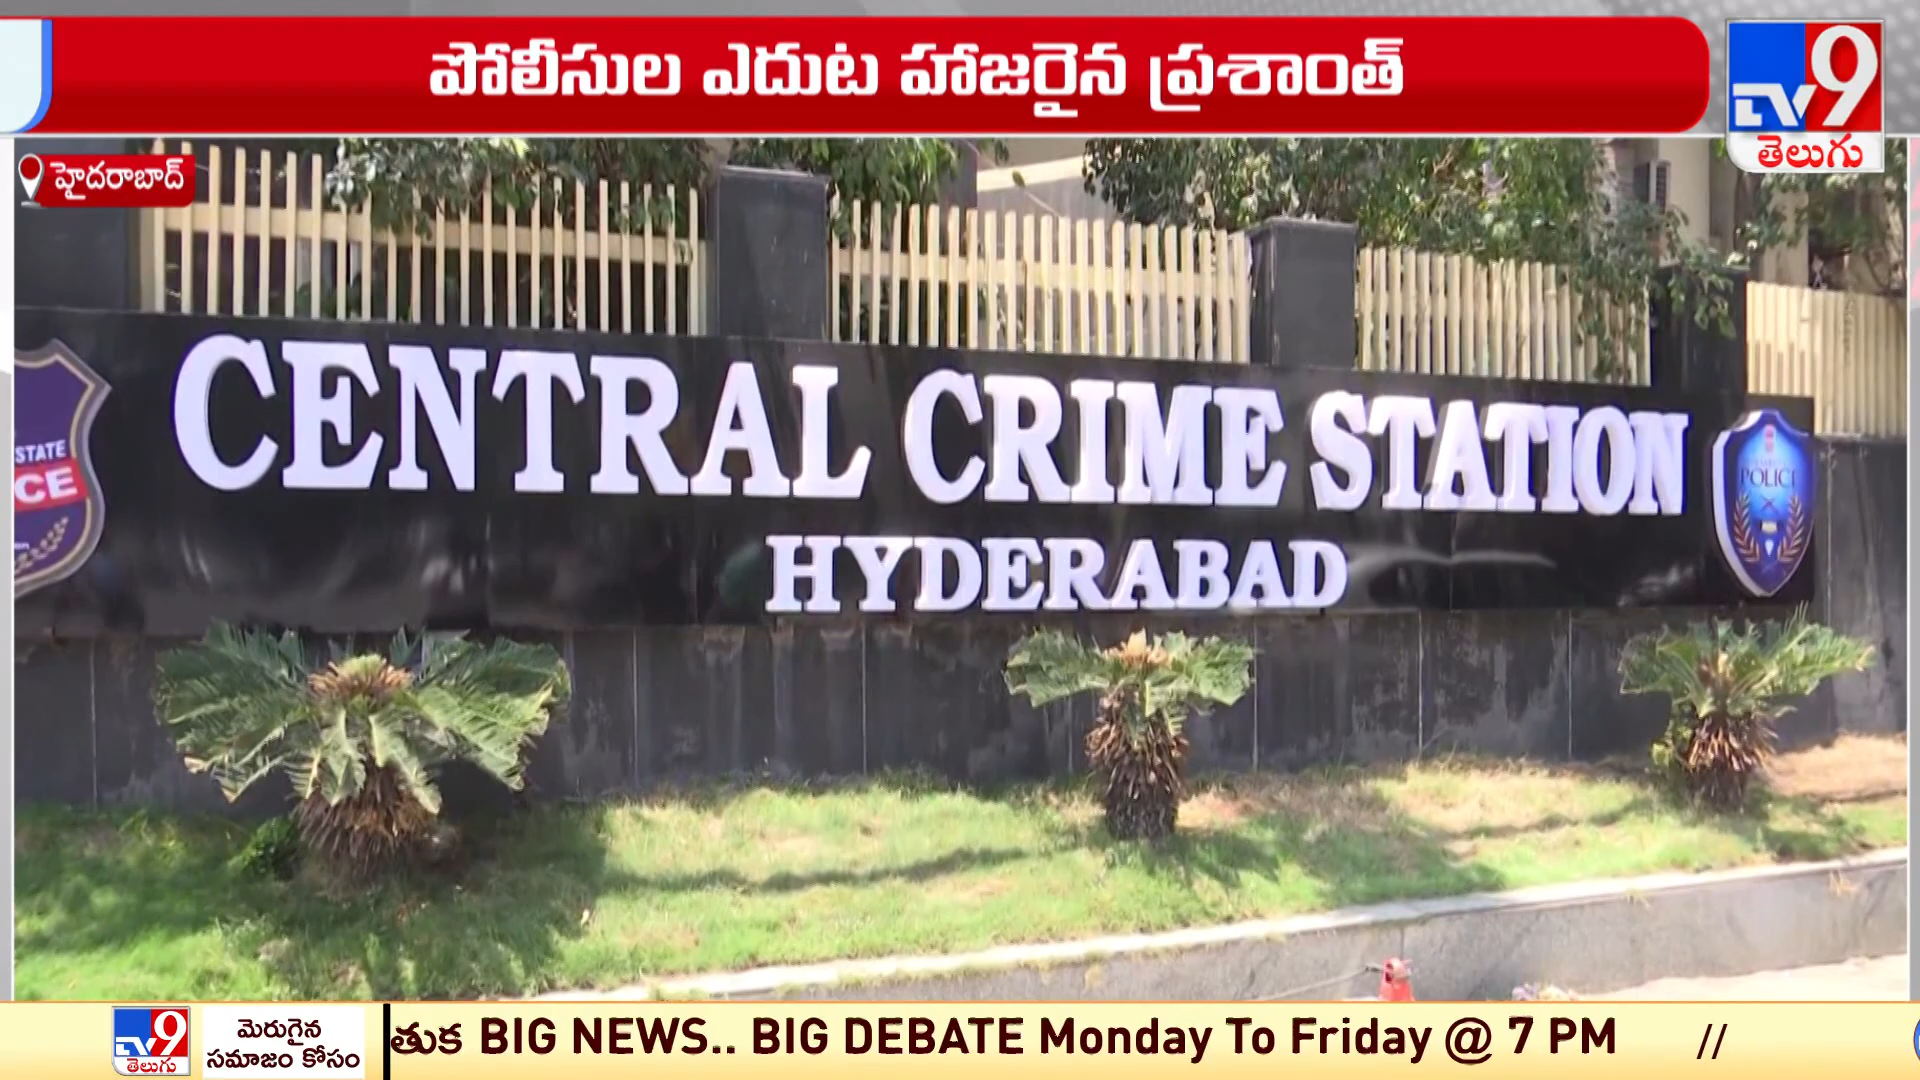 పోలీసుల ఎదుట హాజరైన ప్రశాంత్
TV9
తెలుగు
హైదరాబాద్
CENTRAL CRIME STATION
HYDERABAD
STATE
CE
POLICE
TV9
తెలుగు
మెరుగైన
సమాజం కోసం
తుక BIG NEWS.. BIG DEBATE Monday To Friday @ 7 PM //